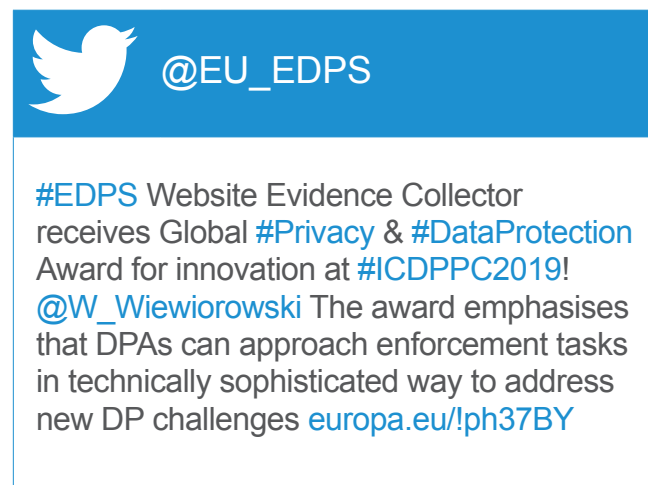 @EU_EDPS
#EDPS Website Evidence Collector
receives Global #Privacy & #DataProtection
Award for innovation at #ICDPPC2019!
@W_Wiewiorowski The award emphasises
that DPAs can approach enforcement tasks
in technically sophisticated way to address
new DP challenges europa.eu/!ph37BY